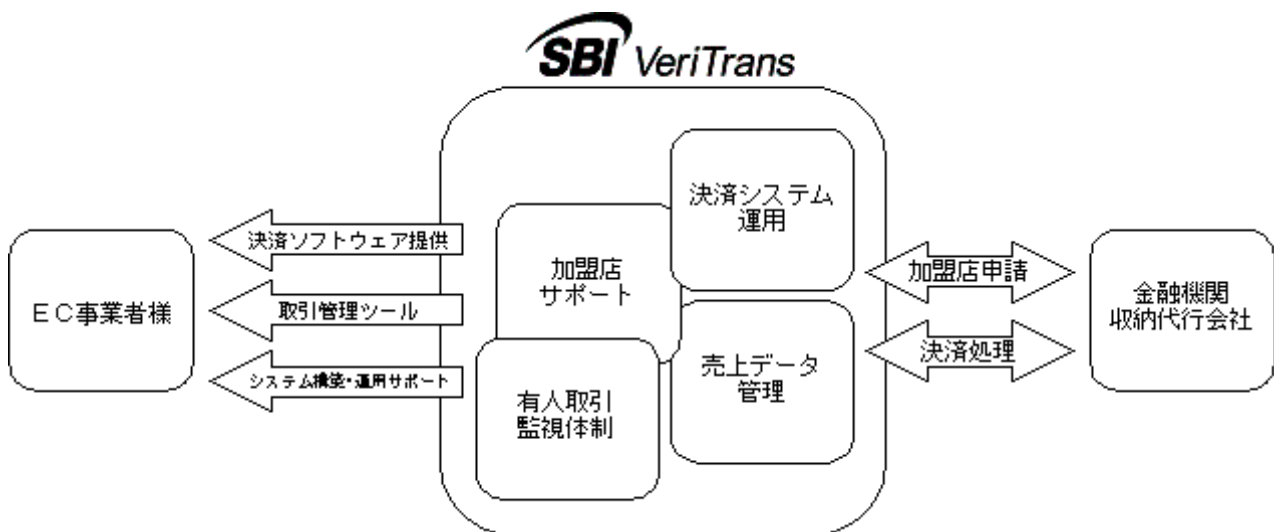 SBI VeriTrans
決済システム
運用
加盟店
サポート
売上データ
管理
有人取引
監視体制
ＥＣ事業者様
決済ソフトウェア提供
取引管理ツール
システム構築・運用サポート
加盟店申請
決済処理
金融機関
収納代行会社